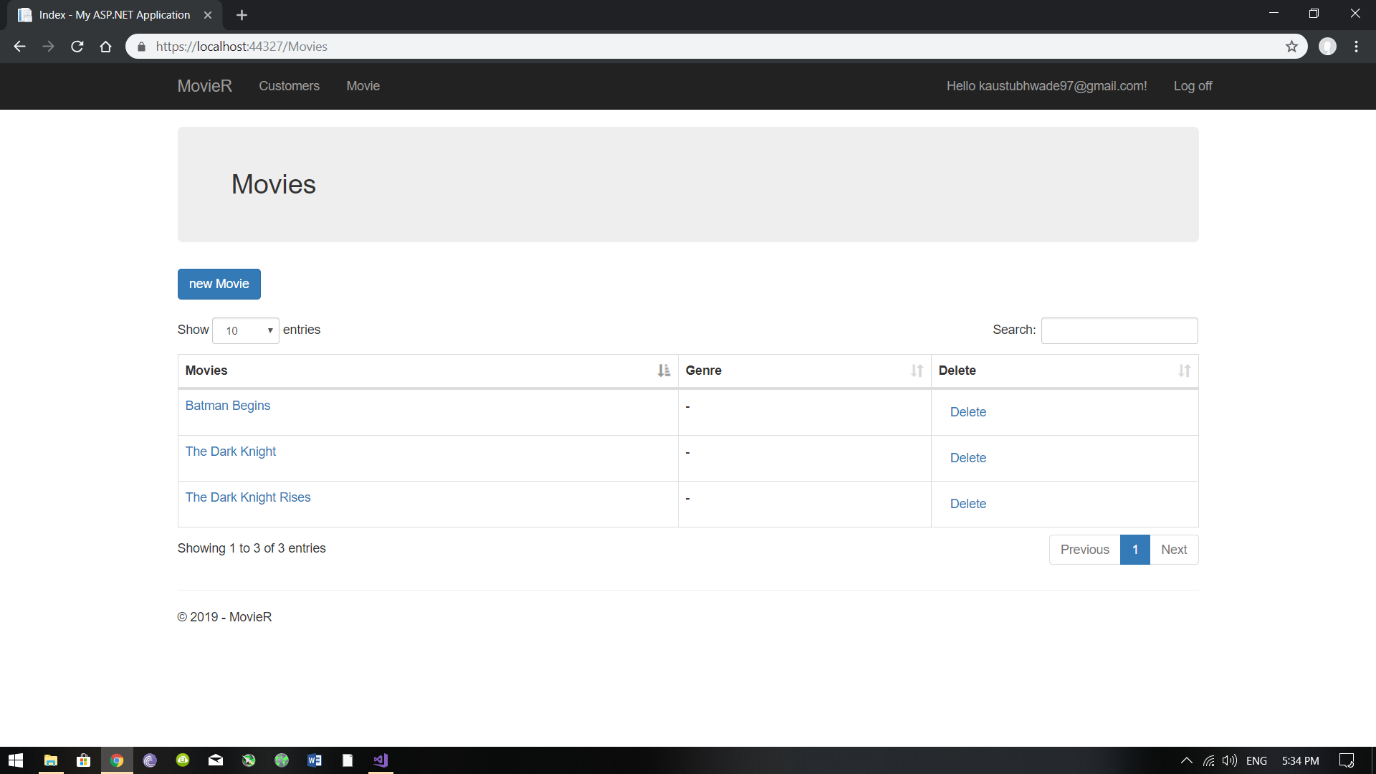 Index - My ASP.NET Application
https://localhost:44327/Movies
MovieR Customers Movie Hello kaustubhwade97@gmail.com! Log off
Movies
new Movie
Show 10 entries Search:
Movies Genre Delete
Batman Begins - Delete
The Dark Knight - Delete
The Dark Knight Rises - Delete
Showing 1 to 3 of 3 entries Previous 1 Next
© 2019 - MovieR
ENG 5:34 PM